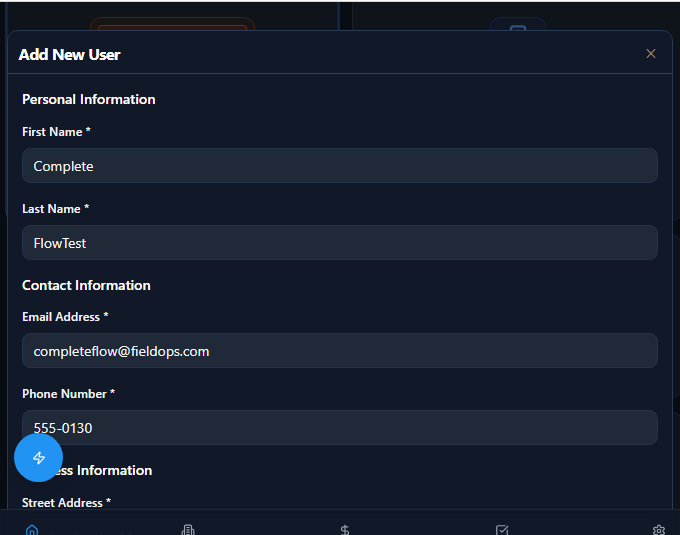 Add New User
Personal Information
First Name *
Complete
Last Name *
FlowTest
Contact Information
Email Address *
completeflow@fieldops.com
Phone Number *
555-0130
ess Information
Street Address *